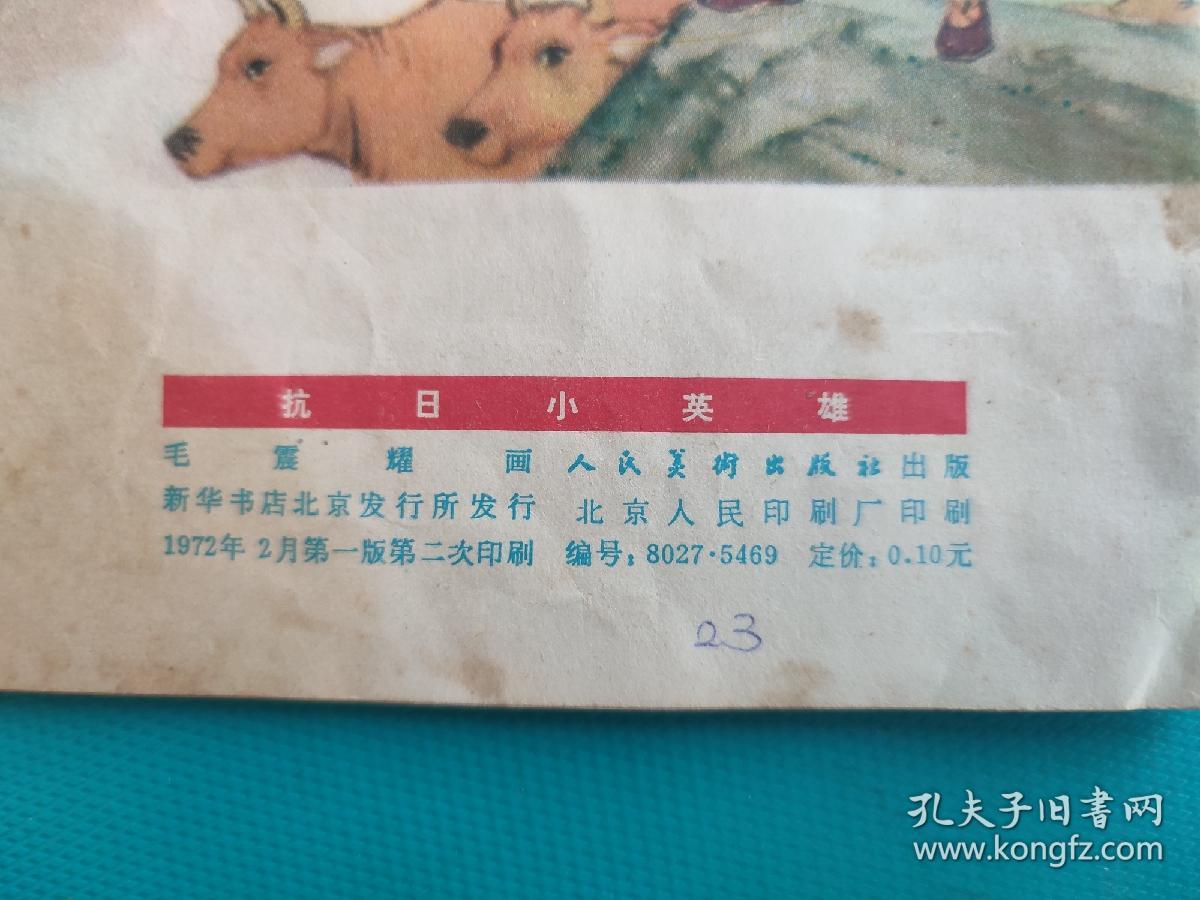 抗日小英雄
毛震耀画 人民美术出版社出版
新华书店北京发行所发行 北京人民印刷厂印刷
1972年2月第一版第二次印刷 编号：8027·5469 定价：0.10元
23
孔夫子旧书网
www.kongfz.com